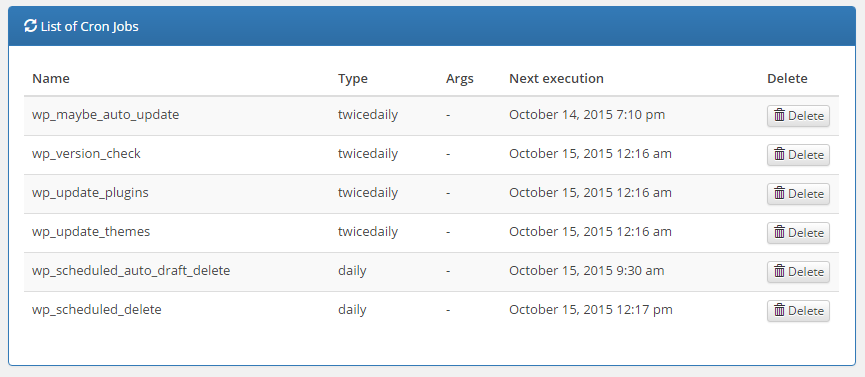 List of Cron Jobs
Name Type Args Next execution Delete
wp_maybe_auto_update twicedaily - October 14, 2015 7:10 pm Delete
wp_version_check twicedaily - October 15, 2015 12:16 am Delete
wp_update_plugins twicedaily - October 15, 2015 12:16 am Delete
wp_update_themes twicedaily - October 15, 2015 12:16 am Delete
wp_scheduled_auto_draft_delete daily - October 15, 2015 9:30 am Delete
wp_scheduled_delete daily - October 15, 2015 12:17 pm Delete